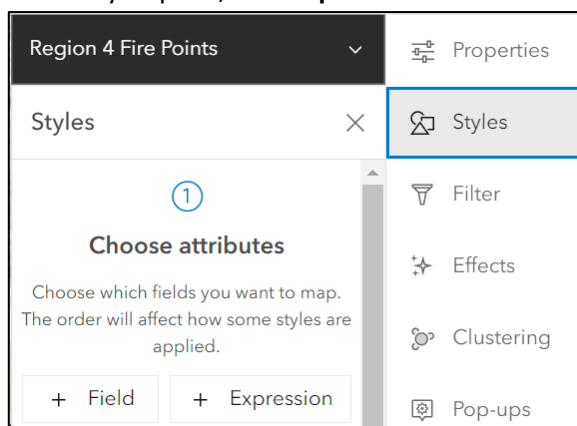 Region 4 Fire Points
Styles
1
Choose attributes
Choose which fields you want to map.
The order will affect how some styles are
applied.
+ Field
+ Expression
Properties
Styles
Filter
Effects
Clustering
Pop-ups